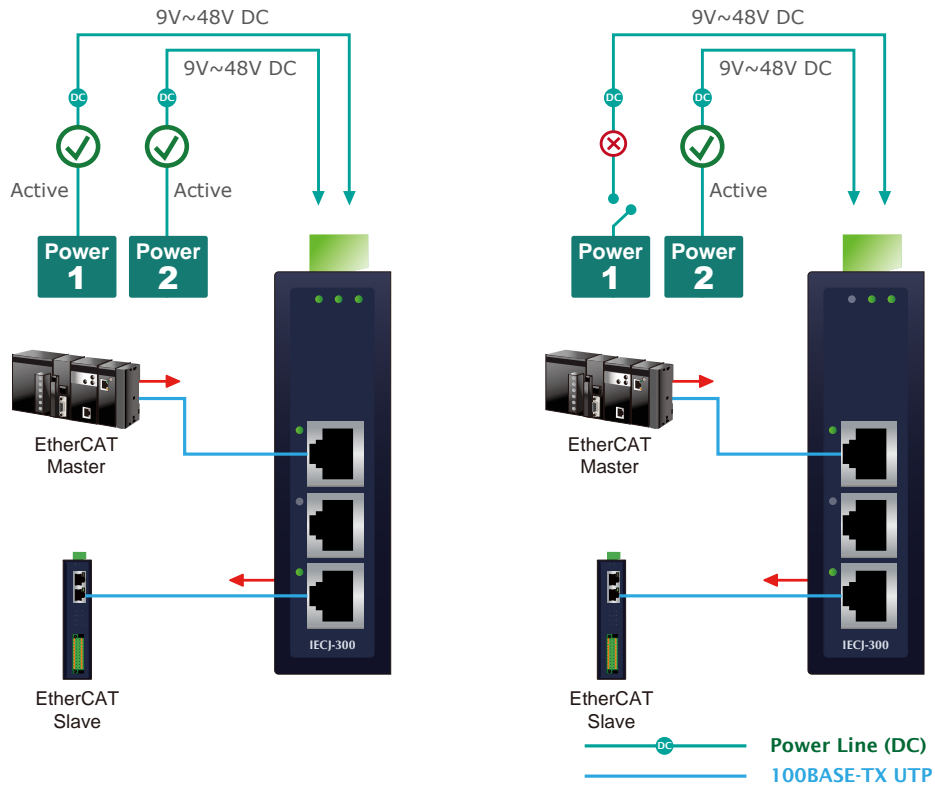 9V~48V DC
9V~48V DC
DC
DC
Active
Active
Power
1
Power
2
EtherCAT
Master
EtherCAT
Slave
IECJ-300
9V~48V DC
9V~48V DC
DC
DC
Active
Power
1
Power
2
EtherCAT
Master
EtherCAT
Slave
IECJ-300
DC
Power Line (DC)
100BASE-TX UTP